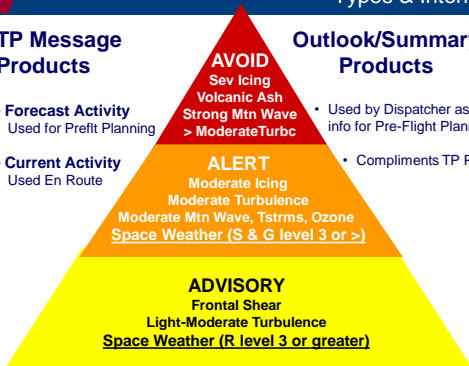 Types &
TP Message
Products
Forecast Activity
Used for Preflt Planning
Current Activity
Used En Route
AVOID
Sev Icing
Volcanic Ash
Strong Mtn Wave
> ModerateTurbc
ALERT
Moderate Icing
Moderate Turbulence
Moderate Mtn Wave, Tstrms, Ozone
Space Weather (S & G level 3 or >)
ADVISORY
Frontal Shear
Light-Moderate Turbulence
Space Weather (R level 3 or greater)
Outlook/Summary
Products
• Used by Dispatcher as
info for Pre-Flight Plann
• Compliments TP